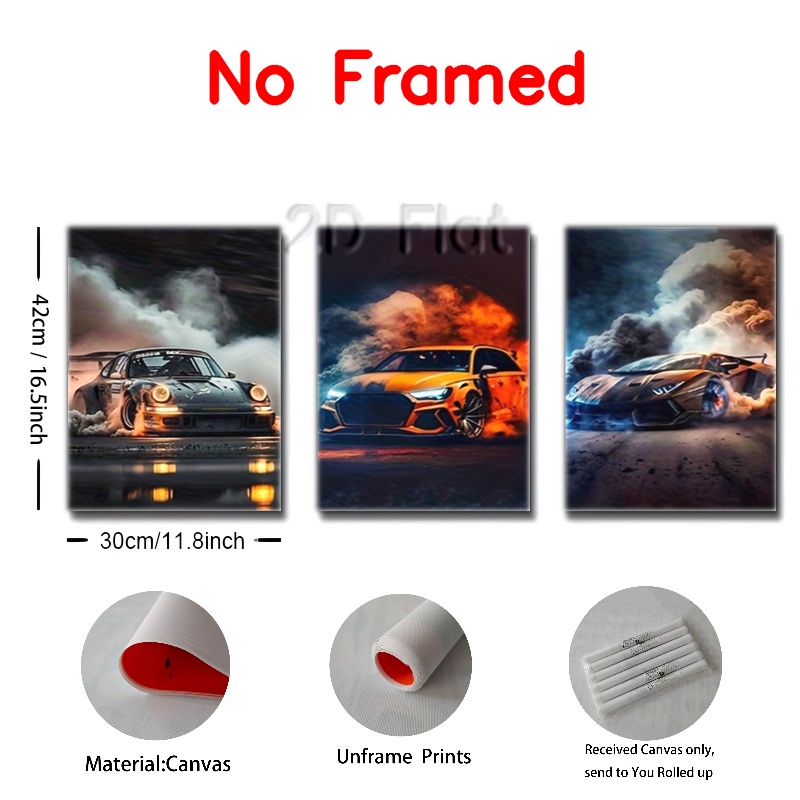 No Framed
2D Flat
42cm / 16.5inch
30cm/11.8inch
Material:Canvas
Unframe Prints
Received Canvas only,
send to You Rolled up